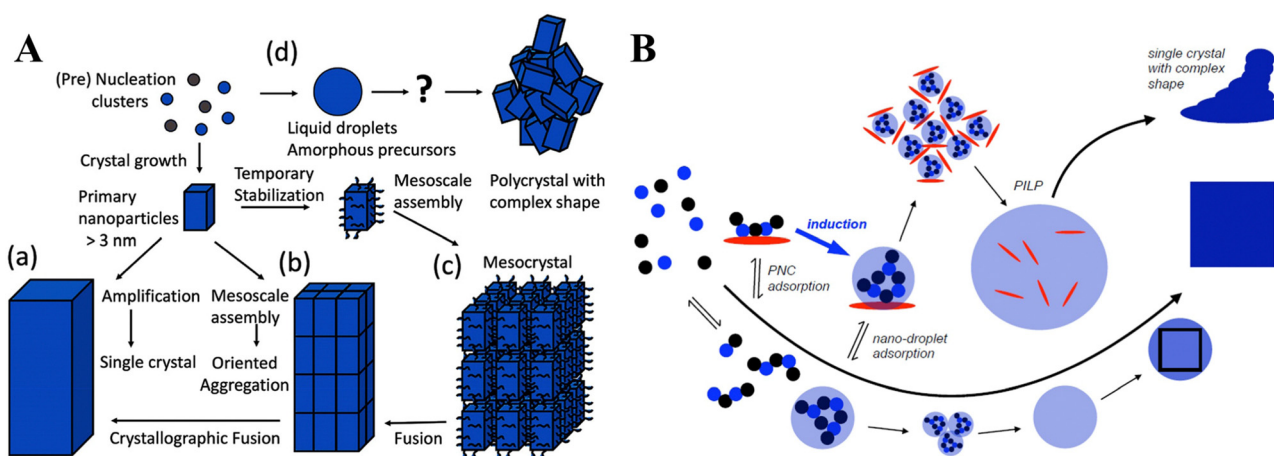 A
(Pre) Nucleation
clusters
(d)
?
Liquid droplets
Amorphous precursors
Crystal growth
Temporary
Stabilization
Mesoscale
assembly
Polycrystal with
complex shape
Primary
nanoparticles
> 3 nm
(a)
Amplification
Single crystal
Mesoscale
assembly
Oriented
Aggregation
(b)
(c)
Mesocrystal
Crystallographic Fusion
Fusion
B
single crystal
with complex
shape
PILP
induction
PNC
adsorption
nano-droplet
adsorption